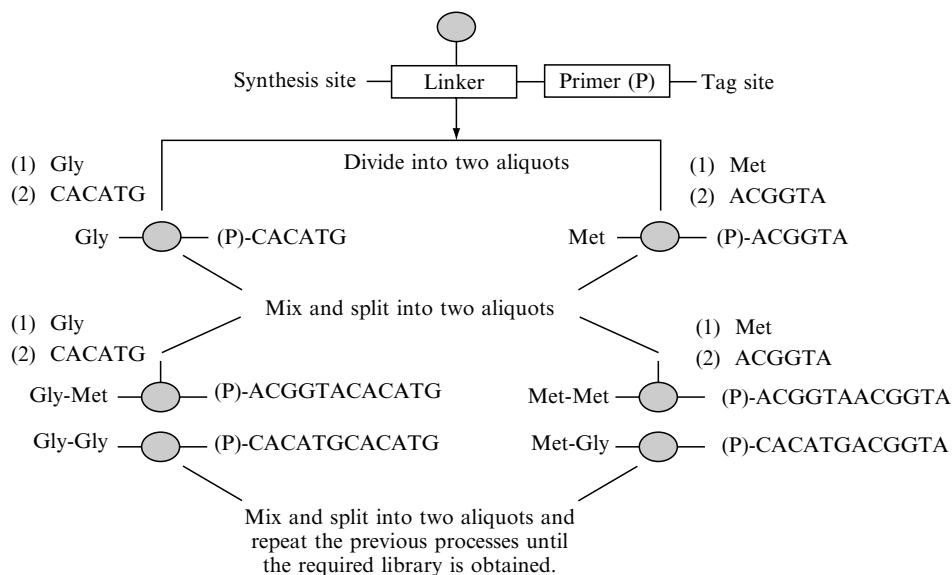 Synthesis site
Linker
Primer (P)
Tag site
Divide into two aliquots
(1) Gly
(2) CACATG
(1) Met
(2) ACGGTA
Gly
(P)-CACATG
Met
(P)-ACGGTA
Mix and split into two aliquots
(1) Gly
(2) CACATG
(1) Met
(2) ACGGTA
Gly-Met
(P)-ACGGTACACATG
Met-Met
(P)-ACGGTAACGGTA
Gly-Gly
(P)-CACATGCACATG
Met-Gly
(P)-CACATGACGGTA
Mix and split into two aliquots and
repeat the previous processes until
the required library is obtained.